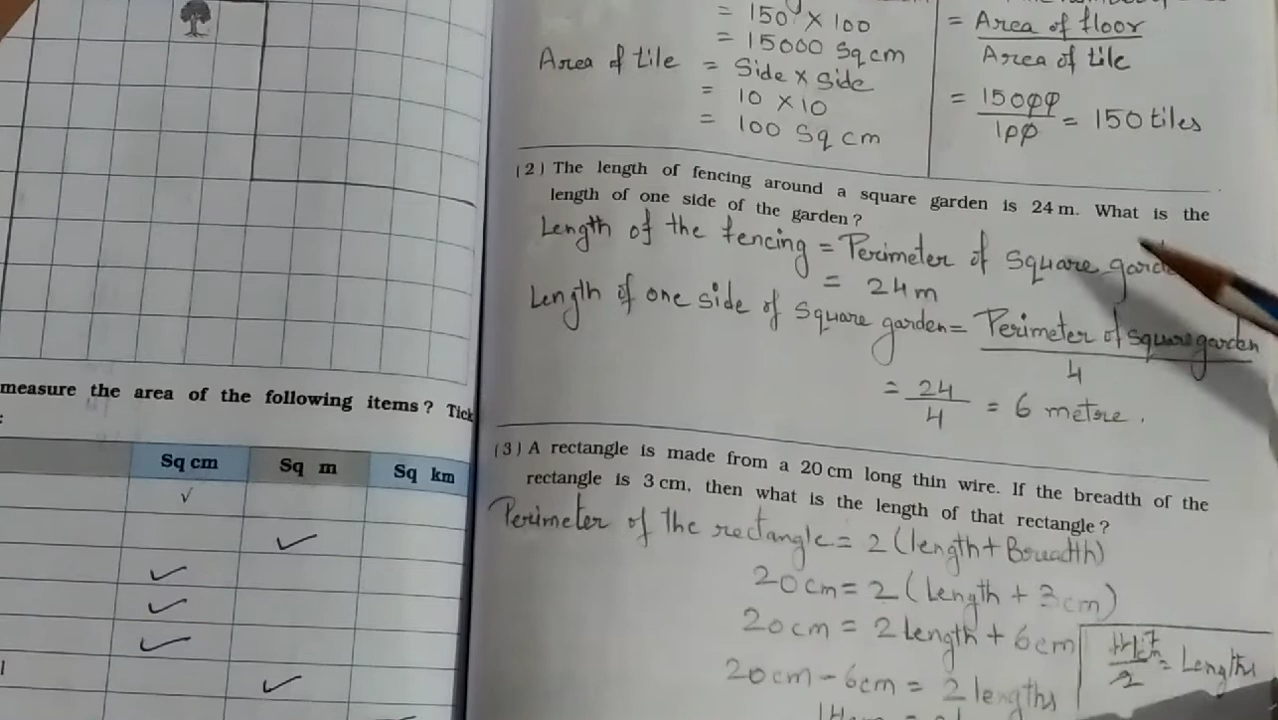 measure the area of the following items? Tick
:
Sq cm Sq m Sq km
= 150 × 100
= 15000 Sq cm
Area of tile = Side × Side
= 10 × 10
= 100 Sq cm
= Area of floor
Area of tile
= 15000
100 = 150 tiles
(2) The length of fencing around a square garden is 24 m. What is the
length of one side of the garden?
Length of the fencing = Perimeter of Square
= 24 m
Length of one side of Square garden = Perimeter of square garden
4
= 24
4 = 6 metre.
(3) A rectangle is made from a 20 cm long thin wire. If the breadth of the
rectangle is 3 cm, then what is the length of that rectangle?
Perimeter of the rectangle = 2 (length + Breadth)
20 cm = 2 (Length + 3 cm)
20 cm = 2 Length + 6 cm
20 cm - 6 cm = 2 lengths
2 = Lengths